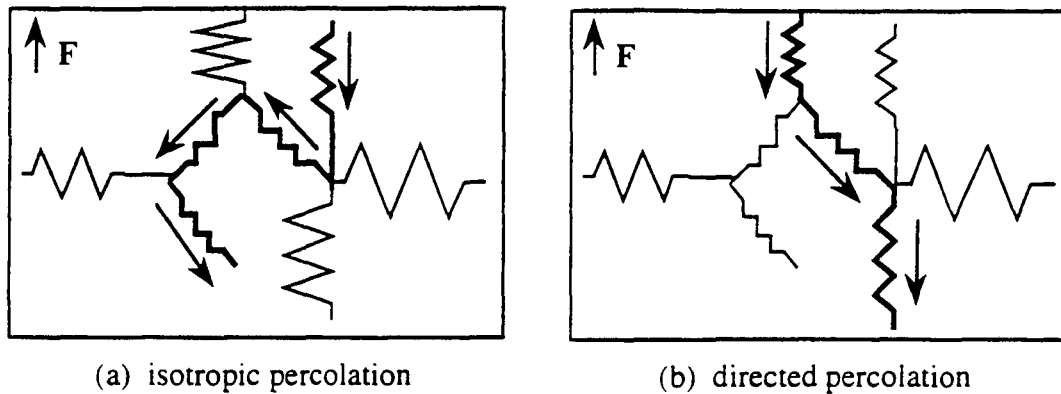 F
F
(a) isotropic percolation
(b) directed percolation